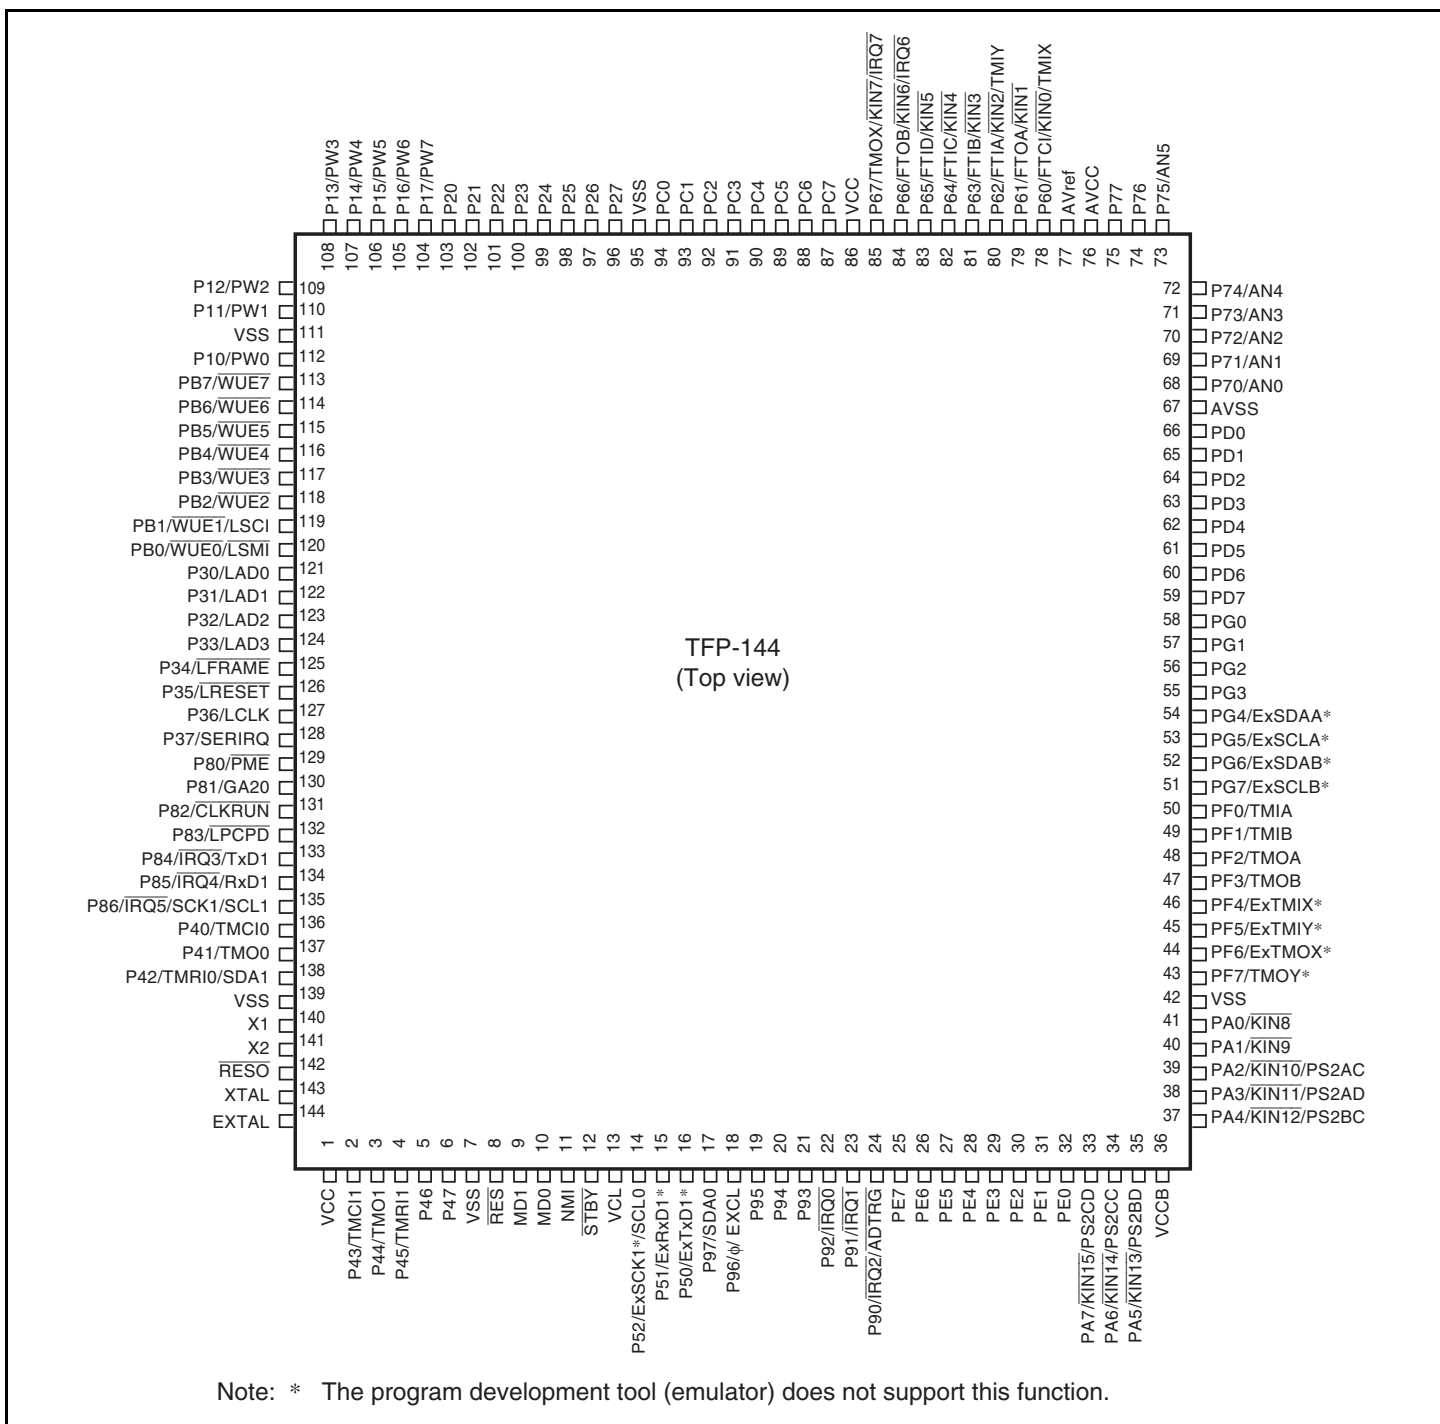 P13/PW3
P14/PW4
P15/PW5
P16/PW6
P17/PW7
P20
P21
P22
P23
P24
P25
P26
P27
VSS
PC0
PC1
PC2
PC3
PC4
PC5
PC6
PC7
VCC
P67/TMOX/KIN7/IRQ7
P66/FTOB/KIN6/IRQ6
P65/FTID/KIN5
P64/FTIC/KIN4
P63/FTIB/KIN3
P62/FTIA/KIN2/TMIY
P61/FTOA/KIN1
P60/FTCI/KIN0/TMIX
AVref
AVCC
P77
P76
P75/AN5
108
107
106
105
104
103
102
101
100
99
98
97
96
95
94
93
92
91
90
89
88
87
86
85
84
83
82
81
80
79
78
77
76
75
74
73
P12/PW2 109
P11/PW1 110
VSS 111
P10/PW0 112
PB7/WUE7 113
PB6/WUE6 114
PB5/WUE5 115
PB4/WUE4 116
PB3/WUE3 117
PB2/WUE2 118
PB1/WUE1/LSCI 119
PB0/WUE0/LSMI 120
P30/LAD0 121
P31/LAD1 122
P32/LAD2 123
P33/LAD3 124
P34/LFRAME 125
P35/LRESET 126
P36/LCLK 127
P37/SERIRQ 128
P80/PME 129
P81/GA20 130
P82/CLKRUN 131
P83/LPCPD 132
P84/IRQ3/TxD1 133
P85/IRQ4/RxD1 134
P86/IRQ5/SCK1/SCL1 135
P40/TMCI0 136
P41/TMO0 137
P42/TMRI0/SDA1 138
VSS 139
X1 140
X2 141
RESO 142
XTAL 143
EXTAL 144
TFP-144
(Top view)
72 P74/AN4
71 P73/AN3
70 P72/AN2
69 P71/AN1
68 P70/AN0
67 AVSS
66 PD0
65 PD1
64 PD2
63 PD3
62 PD4
61 PD5
60 PD6
59 PD7
58 PG0
57 PG1
56 PG2
55 PG3
54 PG4/ExSDAA*
53 PG5/ExSCLA*
52 PG6/ExSDAB*
51 PG7/ExSCLB*
50 PF0/TMIA
49 PF1/TMIB
48 PF2/TMOA
47 PF3/TMOB
46 PF4/ExTMIX*
45 PF5/ExTMIY*
44 PF6/ExTMOX*
43 PF7/TMOY*
42 VSS
41 PA0/KIN8
40 PA1/KIN9
39 PA2/KIN10/PS2AC
38 PA3/KIN11/PS2AD
37 PA4/KIN12/PS2BC
1
2
3
4
5
6
7
8
9
10
11
12
13
14
15
16
17
18
19
20
21
22
23
24
25
26
27
28
29
30
31
32
33
34
35
36
VCC
P43/TMCI1
P44/TMO1
P45/TMRI1
P46
P47
VSS
RES
MD1
MD0
NMI
STBY
VCL
P52/ExSCK1*/SCL0
P51/ExRxD1*
P50/ExTxD1*
P97/SDA0
P96/ϕ/ EXCL
P95
P94
P93
P92/IRQ0
P91/IRQ1
P90/IRQ2/ADTRG
PE7
PE6
PE5
PE4
PE3
PE2
PE1
PE0
PA7/KIN15/PS2CD
PA6/KIN14/PS2CC
PA5/KIN13/PS2BD
VCCB
Note: * The program development tool (emulator) does not support this function.